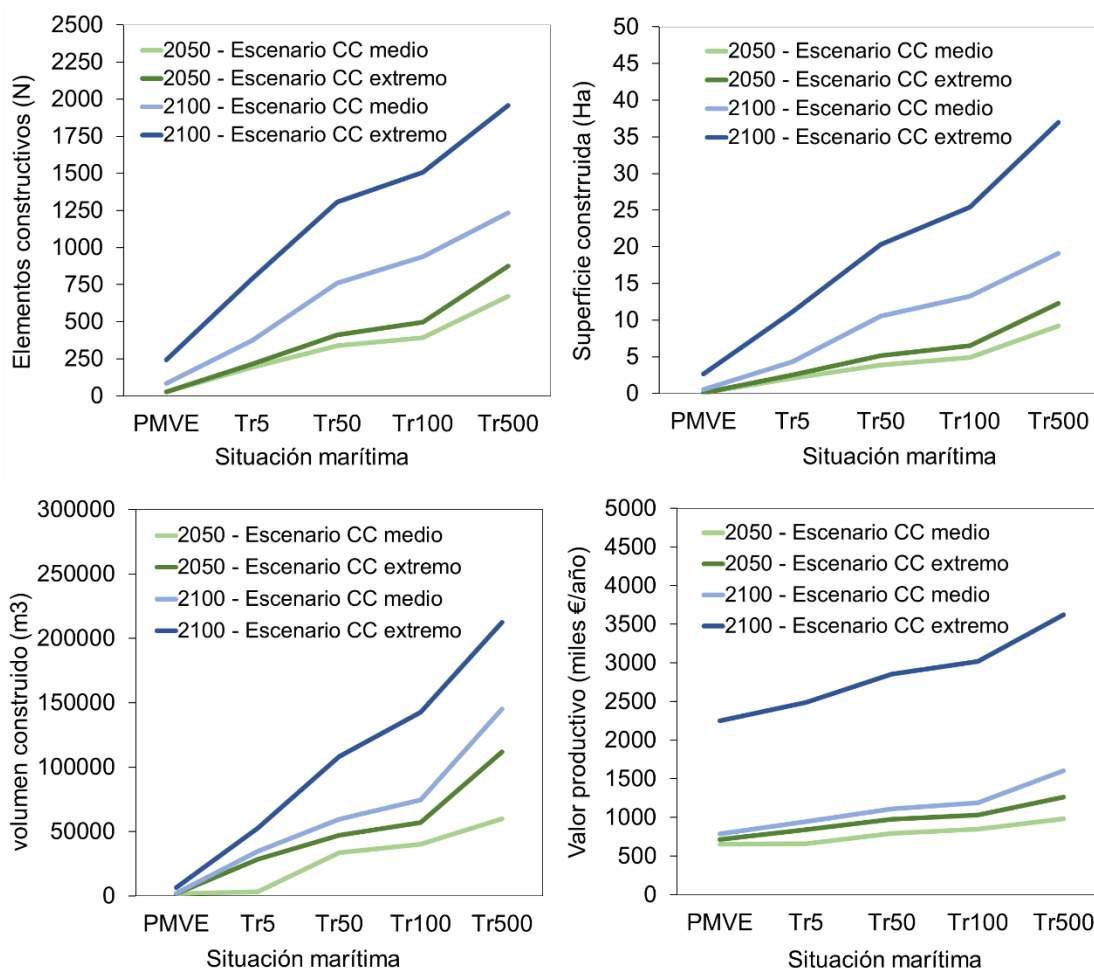 Elementos constructivos (N)
2500
2250
2000
1750
1500
1250
1000
750
500
250
0
2050 - Escenario CC medio
2050 - Escenario CC extremo
2100 - Escenario CC medio
2100 - Escenario CC extremo
PMVE Tr5 Tr50 Tr100 Tr500
Situación marítima
Superficie construida (Ha)
50
45
40
35
30
25
20
15
10
5
0
2050 - Escenario CC medio
2050 - Escenario CC extremo
2100 - Escenario CC medio
2100 - Escenario CC extremo
PMVE Tr5 Tr50 Tr100 Tr500
Situación marítima
volumen construido (m3)
300000
250000
200000
150000
100000
50000
0
2050 - Escenario CC medio
2050 - Escenario CC extremo
2100 - Escenario CC medio
2100 - Escenario CC extremo
PMVE Tr5 Tr50 Tr100 Tr500
Situación marítima
Valor productivo (miles €/año)
5000
4500
4000
3500
3000
2500
2000
1500
1000
500
0
2050 - Escenario CC medio
2050 - Escenario CC extremo
2100 - Escenario CC medio
2100 - Escenario CC extremo
PMVE Tr5 Tr50 Tr100 Tr500
Situación marítima